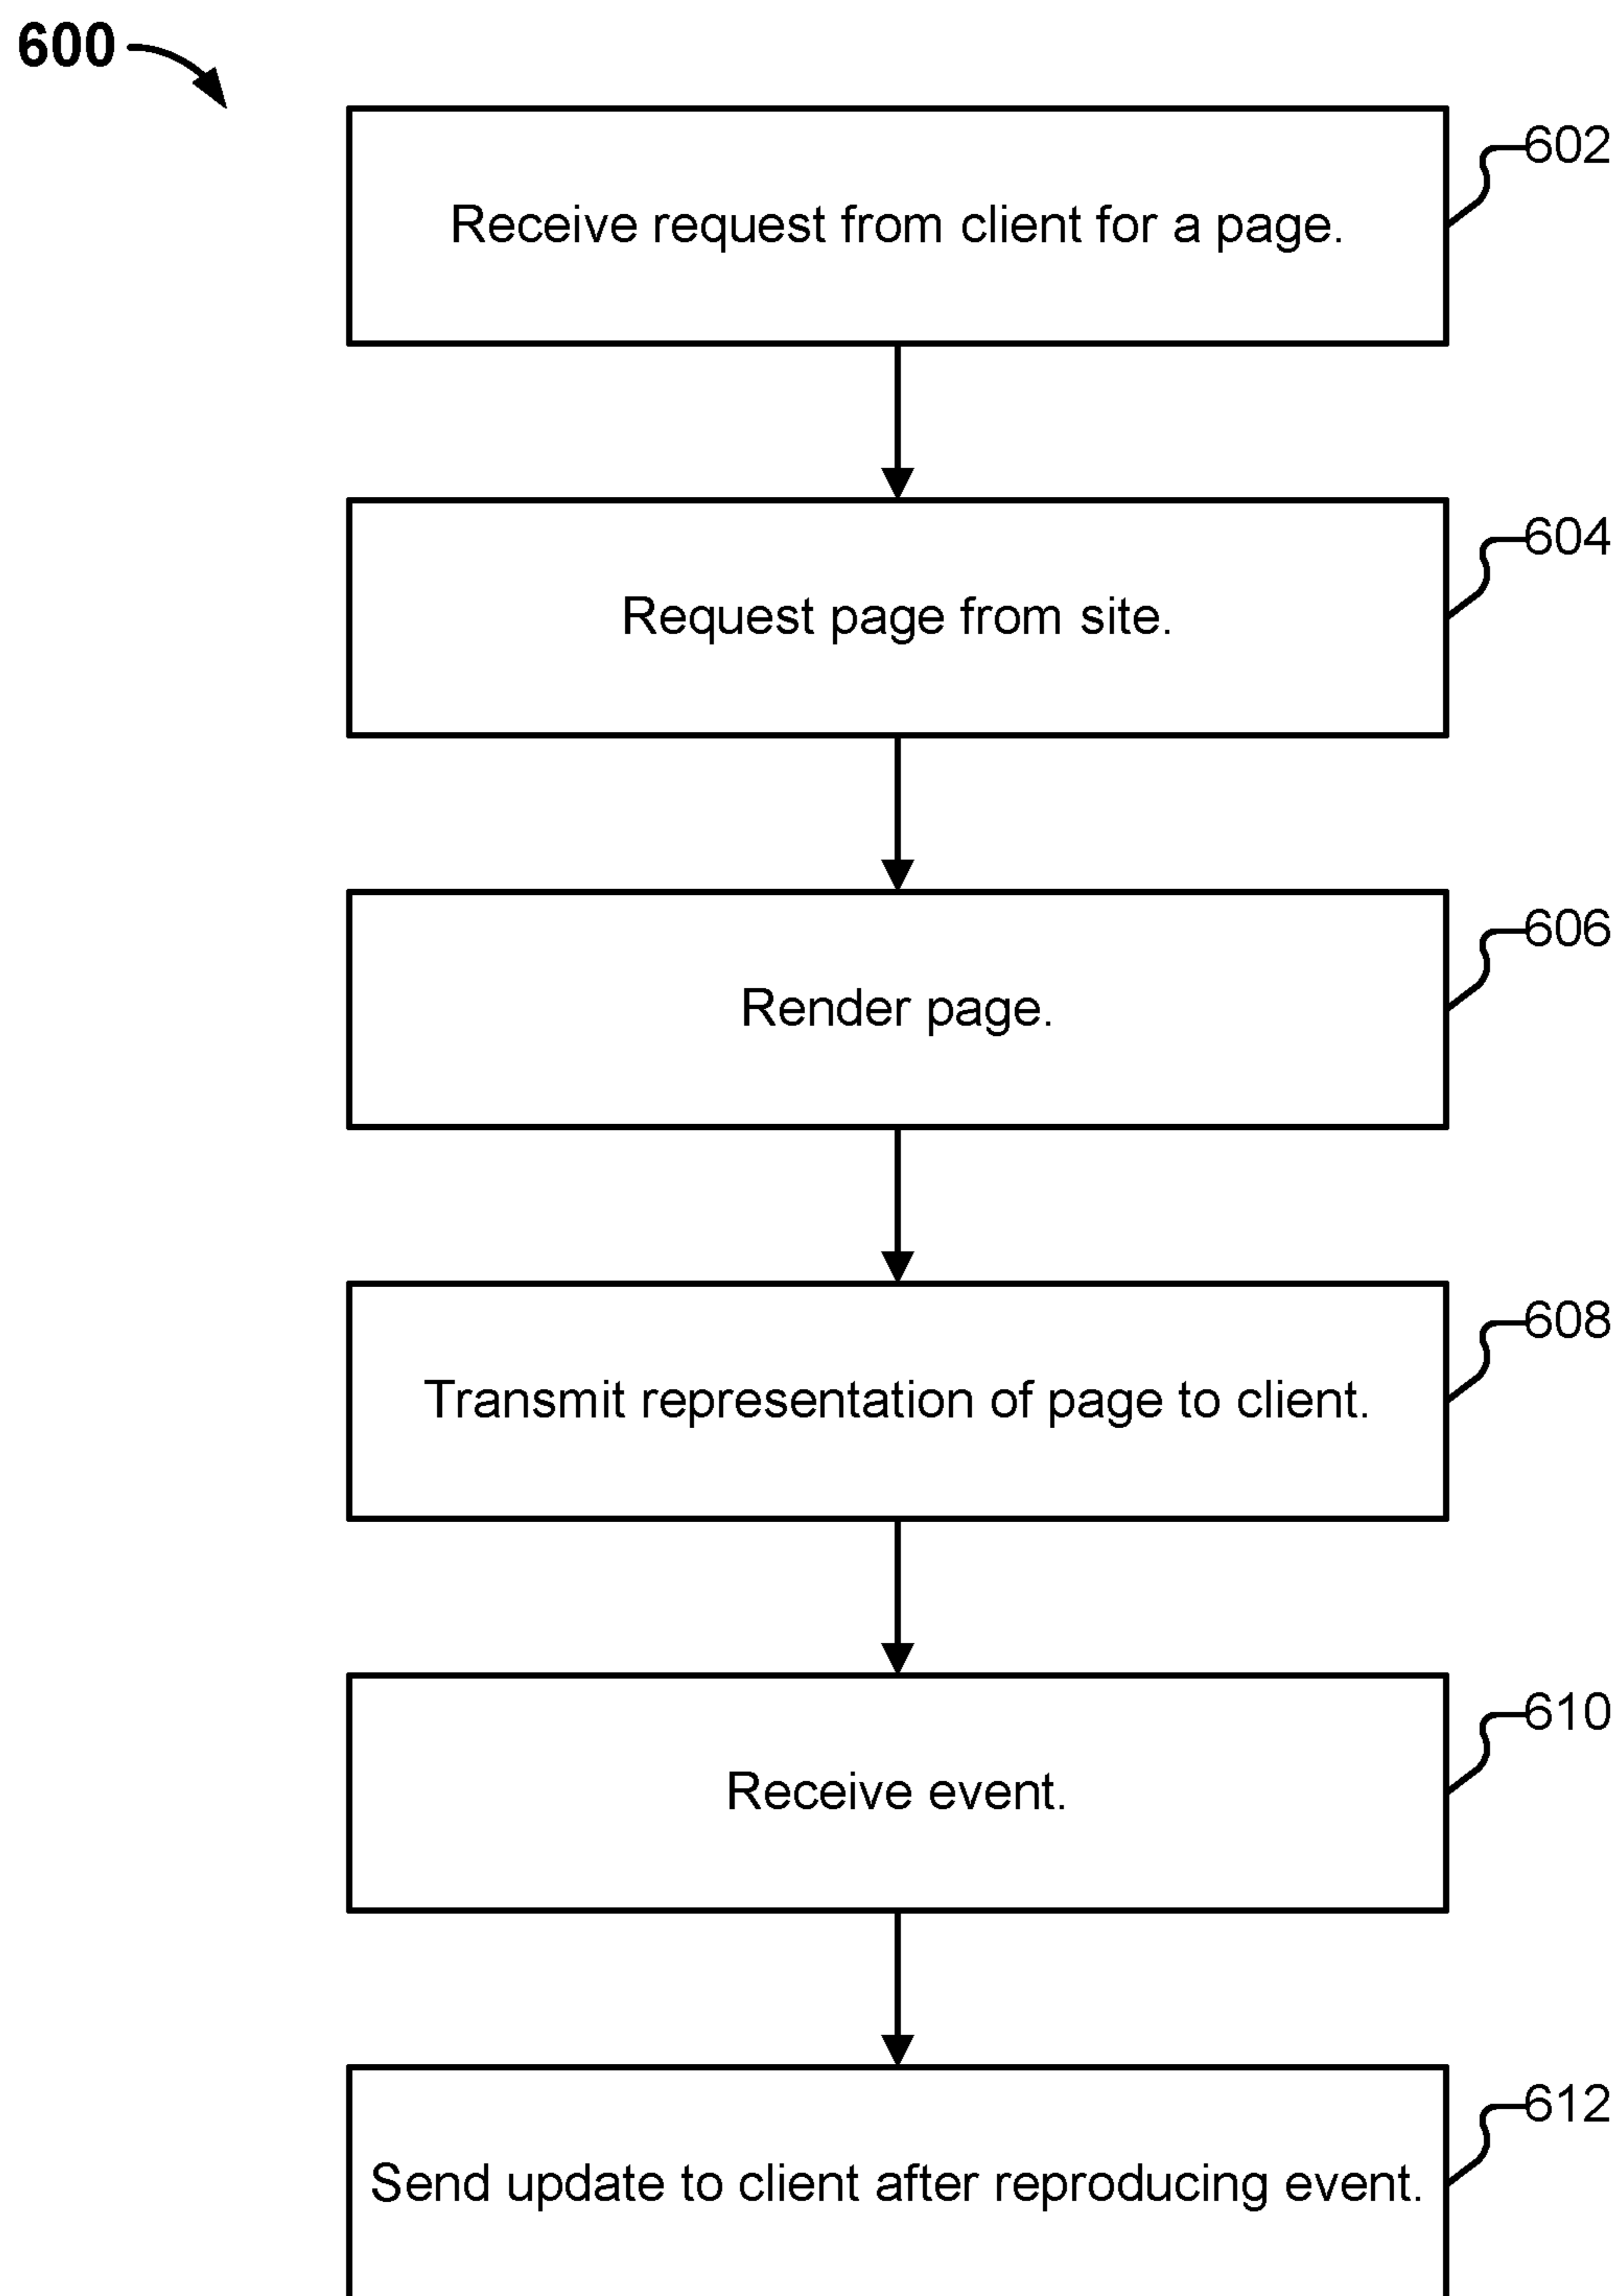 600
602
Receive request from client for a page.
604
Request page from site.
606
Render page.
608
Transmit representation of page to client.
610
Receive event.
612
Send update to client after reproducing event.